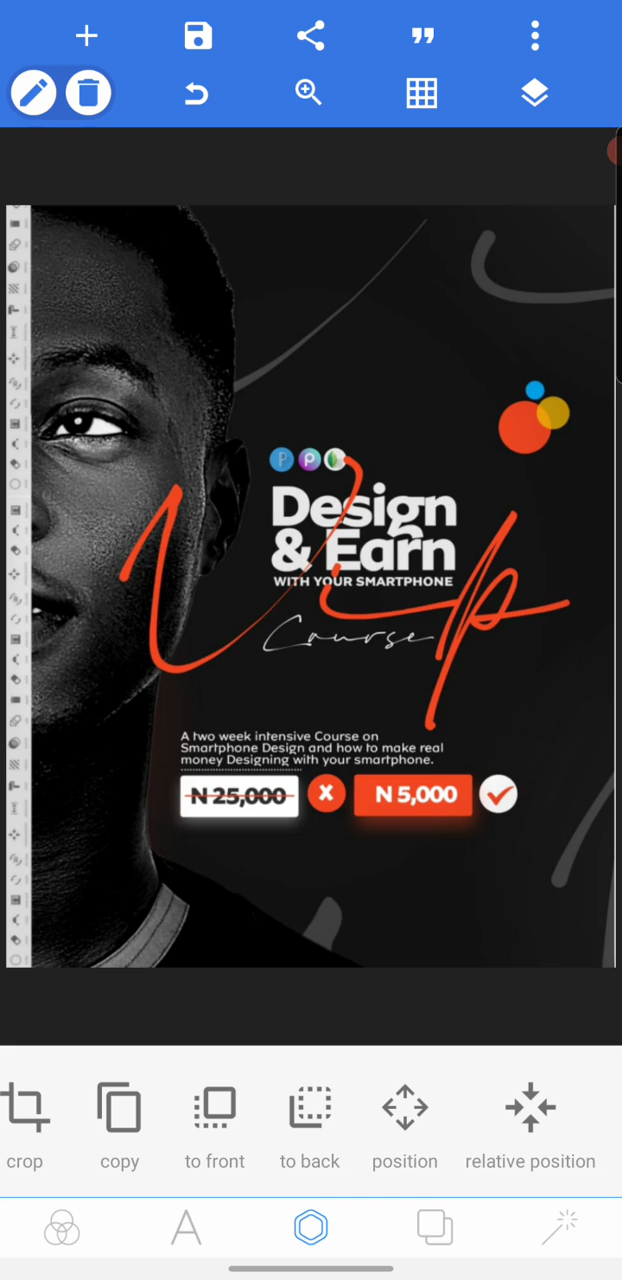 Design
& Earn
WITH YOUR SMARTPHONE
Vip
Course
A two week intensive Course on
Smartphone Design and how to make real
money Designing with your smartphone.
N 25,000
N 5,000
crop
copy
to front
to back
position
relative position